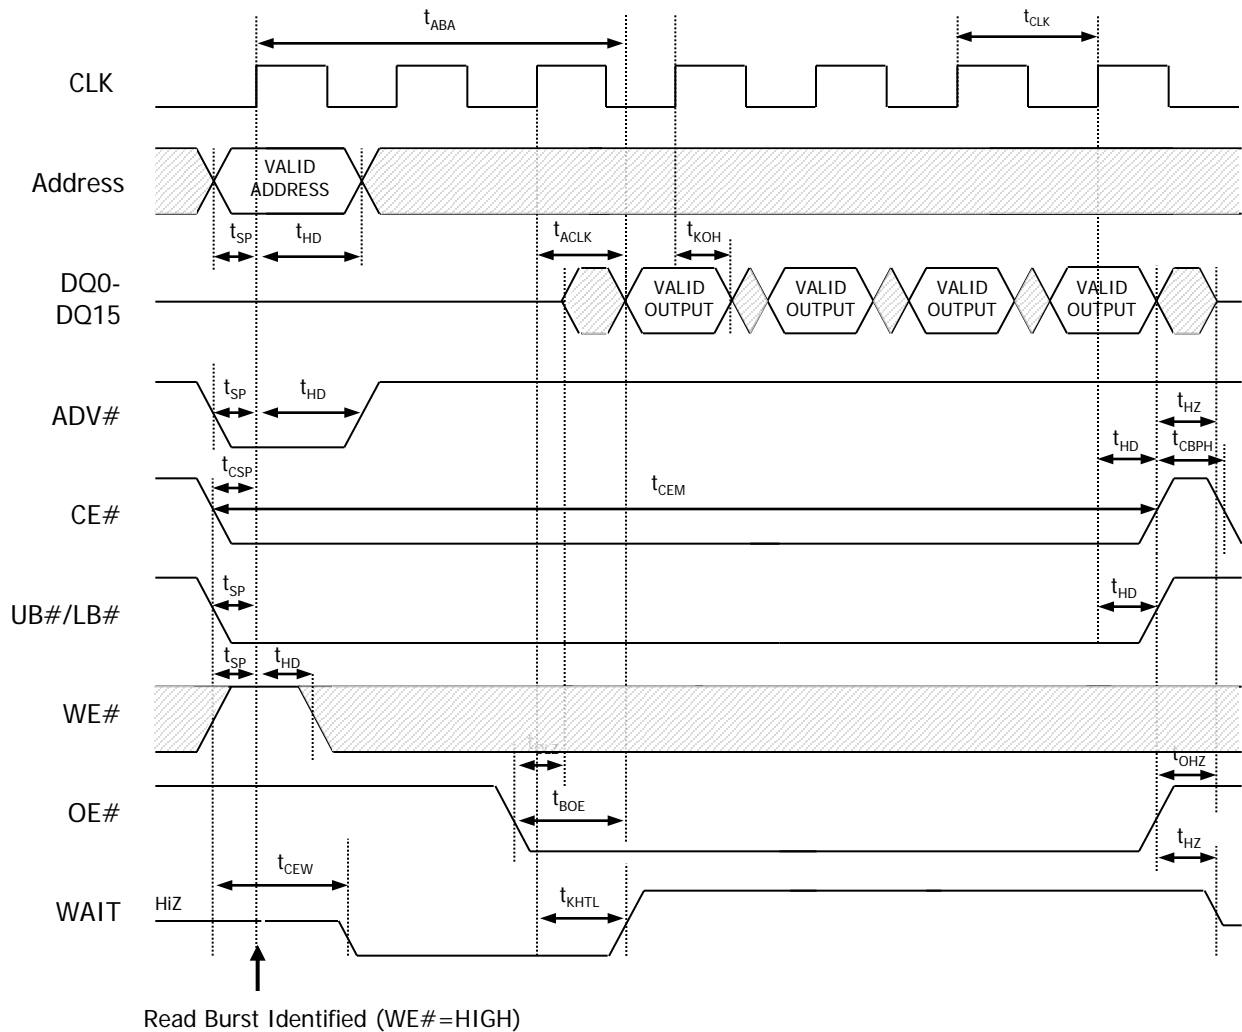 tABA
tCLK
CLK
Address
VALID
ADDRESS
tSP
tHD
tACLK
tKOH
DQ0-
DQ15
VALID
OUTPUT
VALID
OUTPUT
VALID
OUTPUT
VALID
OUTPUT
ADV#
tSP
tHD
tHZ
tHD
tCBPH
tCSP
tCEM
CE#
UB#/LB#
tSP
tHD
tSP
tHD
WE#
tOHZ
OE#
tBOE
tHZ
tCEW
WAIT
HiZ
tKHTL
Read Burst Identified (WE#=HIGH)